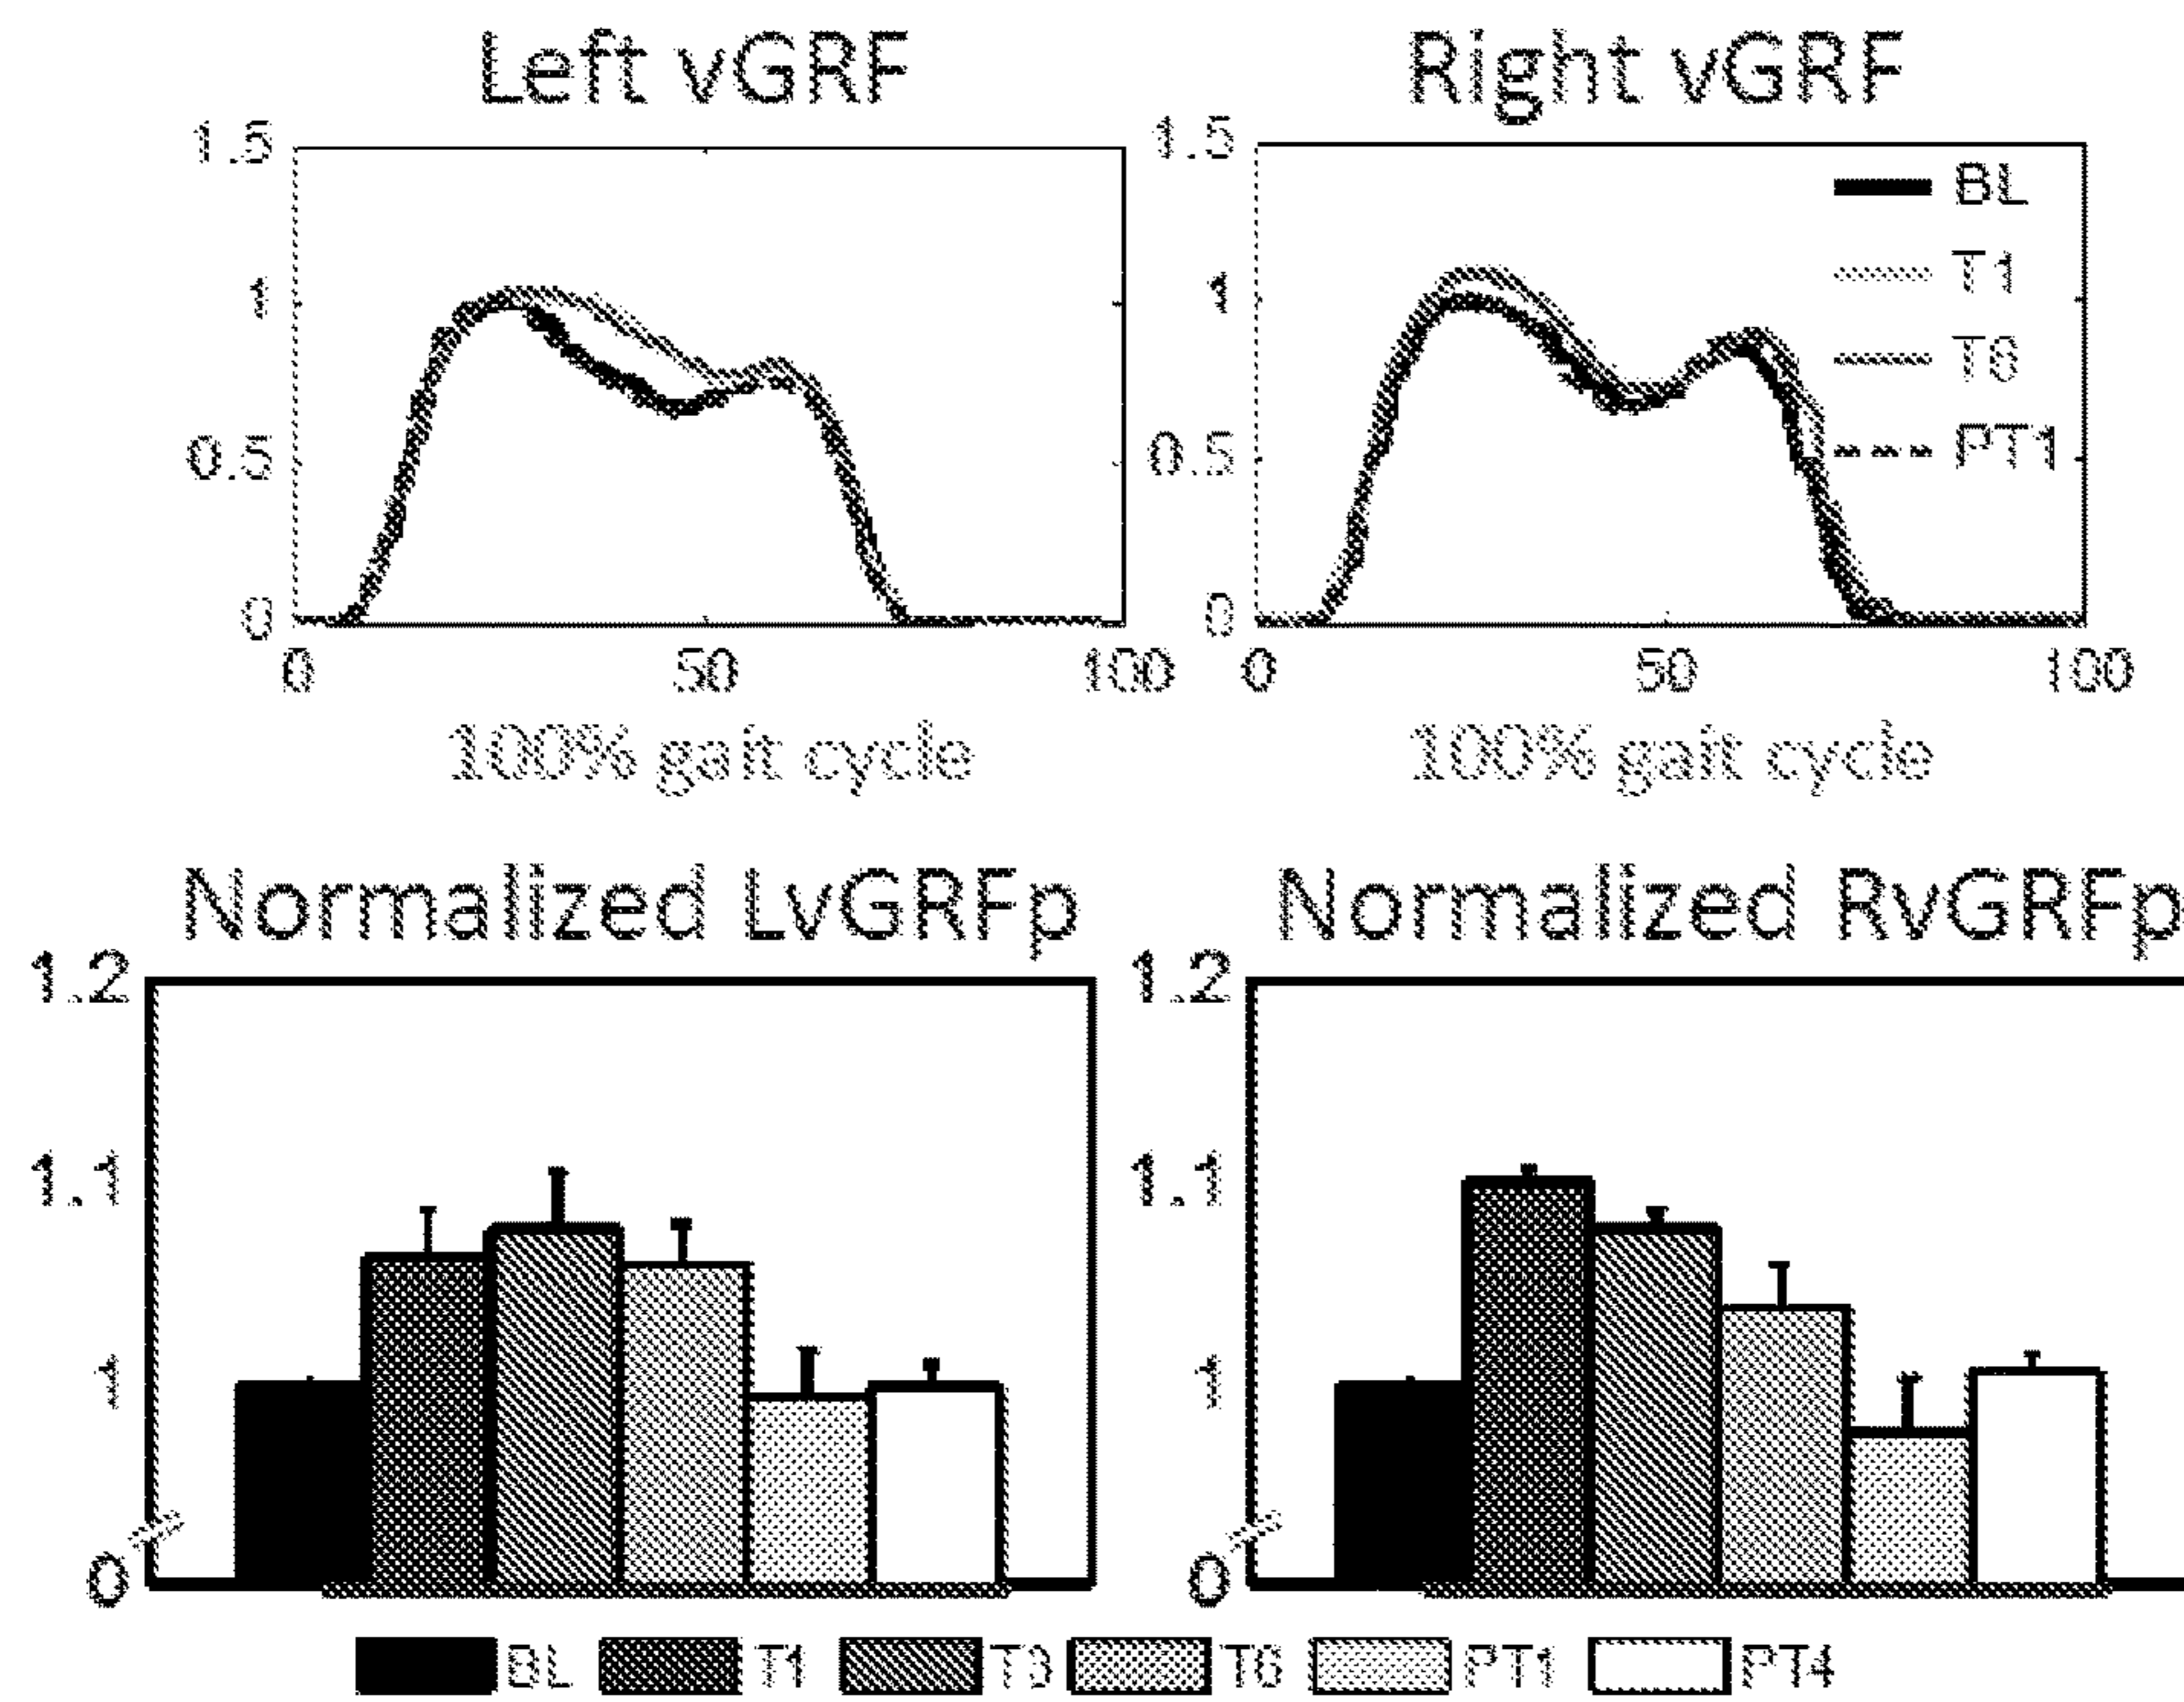 Left vGRF Right vGRF
1.5 1.5
BL
1 1
T1
T6
0.5 0.5
PT1
0 0
0 50 100 0 50 100
100% gait cycle 100% gait cycle
Normalized LvGRFp Normalized RvGRFp
1.2 1.2
1.1 1.1
1 1
0 0
BL T1 T3 T6 PT1 PT4